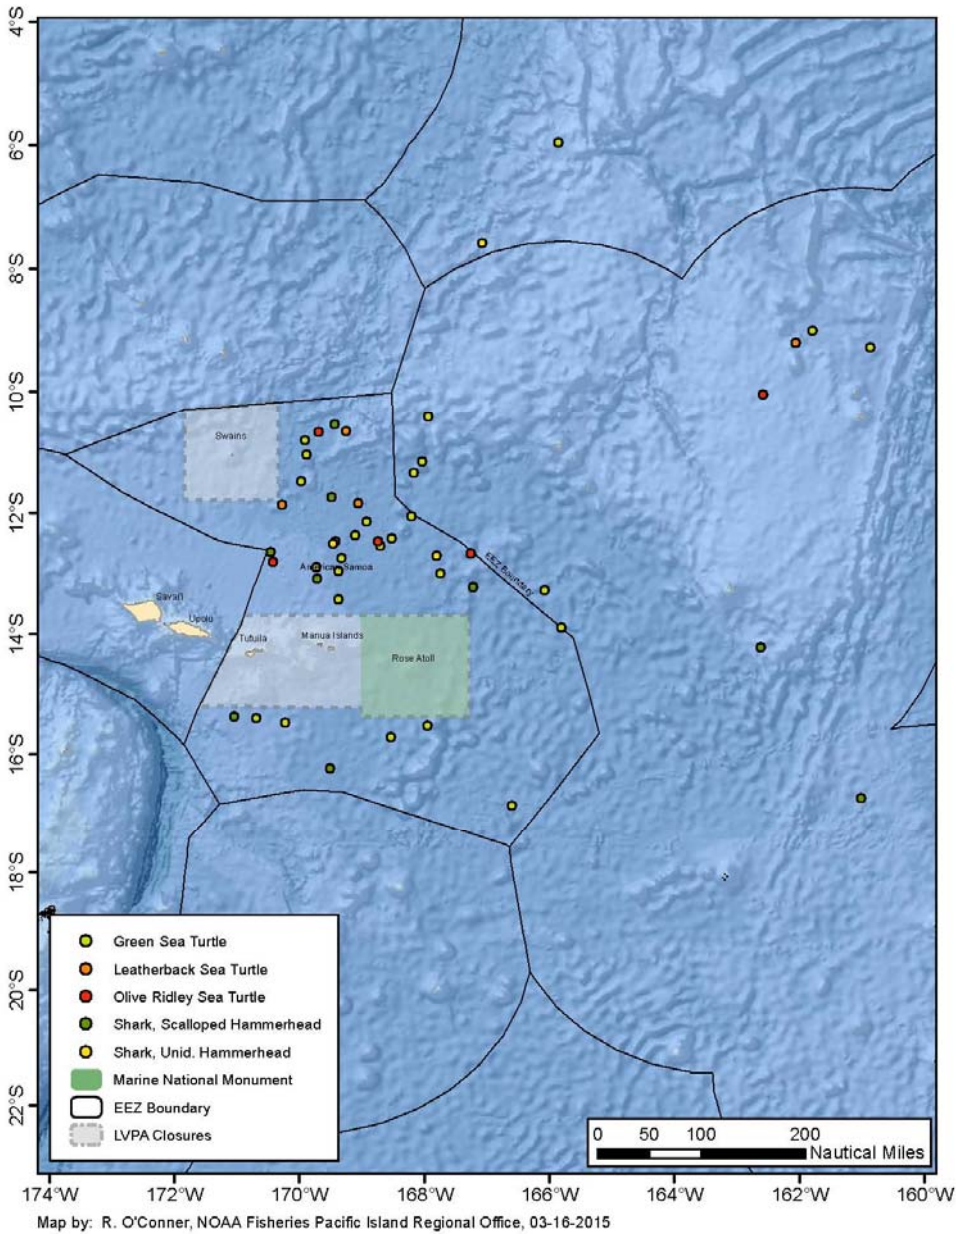 4°S
6°S
8°S
10°S
12°S
14°S
16°S
18°S
20°S
22°S
Swains
American Samoa
EEZ Boundary
Savai'i
Upolu
Tutuila
Manua Islands
Rose Atoll
Green Sea Turtle
Leatherback Sea Turtle
Olive Ridley Sea Turtle
Shark, Scalloped Hammerhead
Shark, Unid. Hammerhead
Marine National Monument
EEZ Boundary
LVPA Closures
0 50 100 200
Nautical Miles
174°W 172°W 170°W 168°W 166°W 164°W 162°W 160°W
Map by: R. O'Conner, NOAA Fisheries Pacific Island Regional Office, 03-16-2015